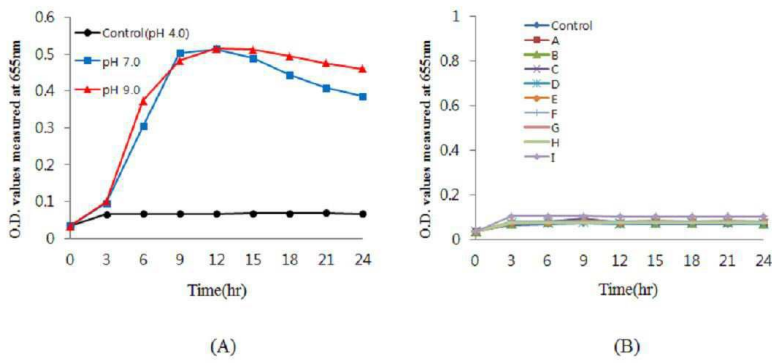 O.D. values measured at 655nm
0.6
0.5
0.4
0.3
0.2
0.1
0
Control(pH 4.0)
pH 7.0
pH 9.0
0 3 6 9 12 15 18 21 24
Time(hr)
(A)
O.D. values measured at 655nm
1
0.8
0.6
0.4
0.2
0
Control
A
B
C
D
E
F
G
H
I
0 3 6 9 12 15 18 21 24
Time(hr)
(B)